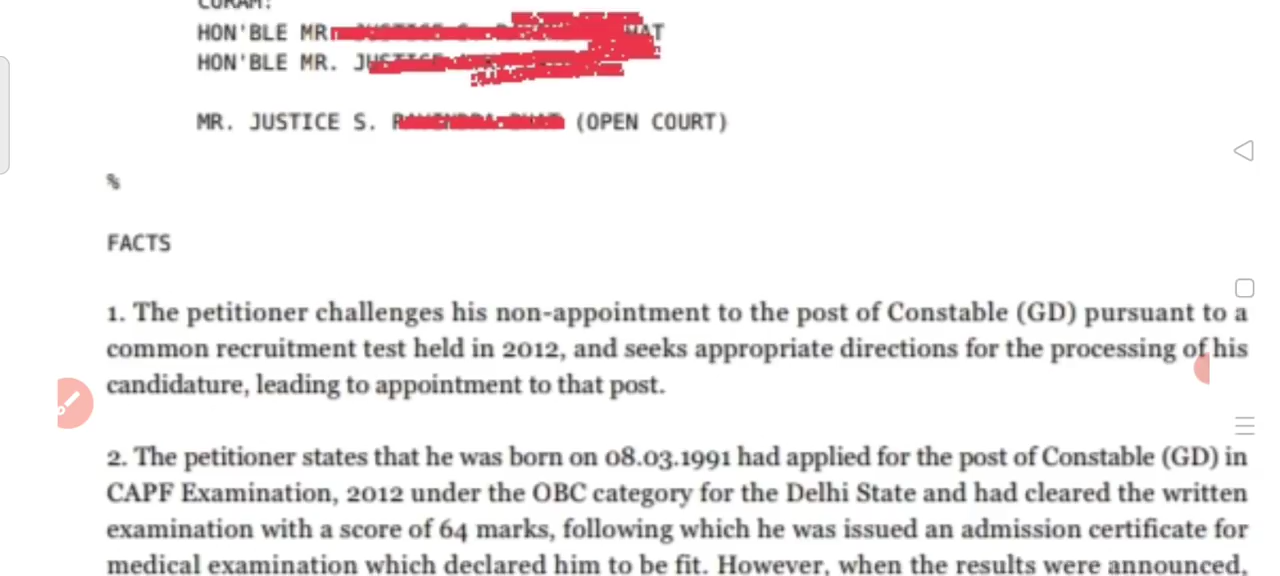 CORAM:
HON'BLE MR
HON'BLE MR.
MR. JUSTICE S. (OPEN COURT)
%
FACTS
1. The petitioner challenges his non-appointment to the post of Constable (GD) pursuant to a
common recruitment test held in 2012, and seeks appropriate directions for the processing of his
candidature, leading to appointment to that post.
2. The petitioner states that he was born on 08.03.1991 had applied for the post of Constable (GD) in
CAPF Examination, 2012 under the OBC category for the Delhi State and had cleared the written
examination with a score of 64 marks, following which he was issued an admission certificate for
medical examination which declared him to be fit. However, when the results were announced,